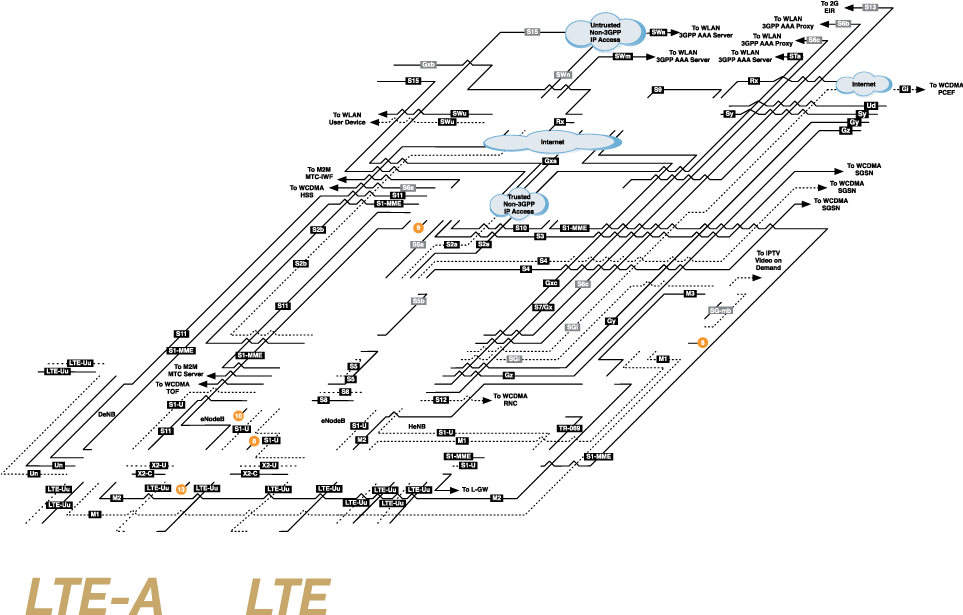 To 2G
EIR
S13
To WLAN
3GPP AAA Proxy
S6b
To WLAN
3GPP AAA Proxy
To WLAN
3GPP AAA Server
STa
Untrusted
Non-3GPP
IP Access
SWa
To WLAN
3GPP AAA Server
SWm
To WLAN
3GPP AAA Server
Gxb
SWn
S15
S9
Rx
Internet
Gi
To WCDMA
PCEF
To WLAN
User Device
SWu
SWu
Rx
Sy
Ud
Sy
Gy
Gz
Internet
Gxa
To M2M
MTC-IWF
To WCDMA
HSS
S6a
S11
S1-MME
Trusted
Non-3GPP
IP Access
To WCDMA
SGSN
To WCDMA
SGSN
To WCDMA
SGSN
S2b
9
S10
S1-MME
S3
S2a
S2a
S2b
S4
S4
To IPTV
Video on
Demand
Gxc
M3
S11
S7/Gx
SG-mb
S11
SGi
Gy
S1-MME
S1-MME
SGi
M1
LTE-Uu
LTE-Uu
To M2M
MTC Server
To WCDMA
TOF
S5
S8
S8
Gz
S12
To WCDMA
RNC
DeNB
S1-U
eNodeB
S11
S1-U
S1-U
eNodeB
S1-U
M2
HeNB
S1-U
M1
TR-069
Un
Un
X2-U
X2-C
X2-U
X2-C
S1-MME
S1-U
S1-MME
LTE-Uu
LTE-Uu
M2
LTE-Uu
LTE-Uu
LTE-Uu
LTE-Uu
LTE-Uu
LTE-Uu
LTE-Uu
LTE-Uu
To L-GW
M2
M1
LTE-A
LTE